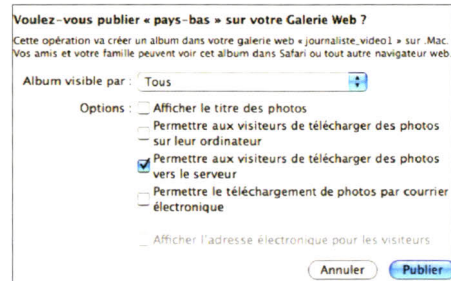 Voulez-vous publier « pays-bas » sur votre Galerie Web ?
Cette opération va créer un album dans votre galerie web « journaliste_video1 » sur .Mac.
Vos amis et votre famille peuvent voir cet album dans Safari ou tout autre navigateur web.
Album visible par : Tous
Options : Afficher le titre des photos
Permettre aux visiteurs de télécharger des photos
sur leur ordinateur
Permettre aux visiteurs de télécharger des photos
vers le serveur
Permettre le téléchargement de photos par courrier
électronique
Afficher l'adresse électronique pour les visiteurs
Annuler Publier